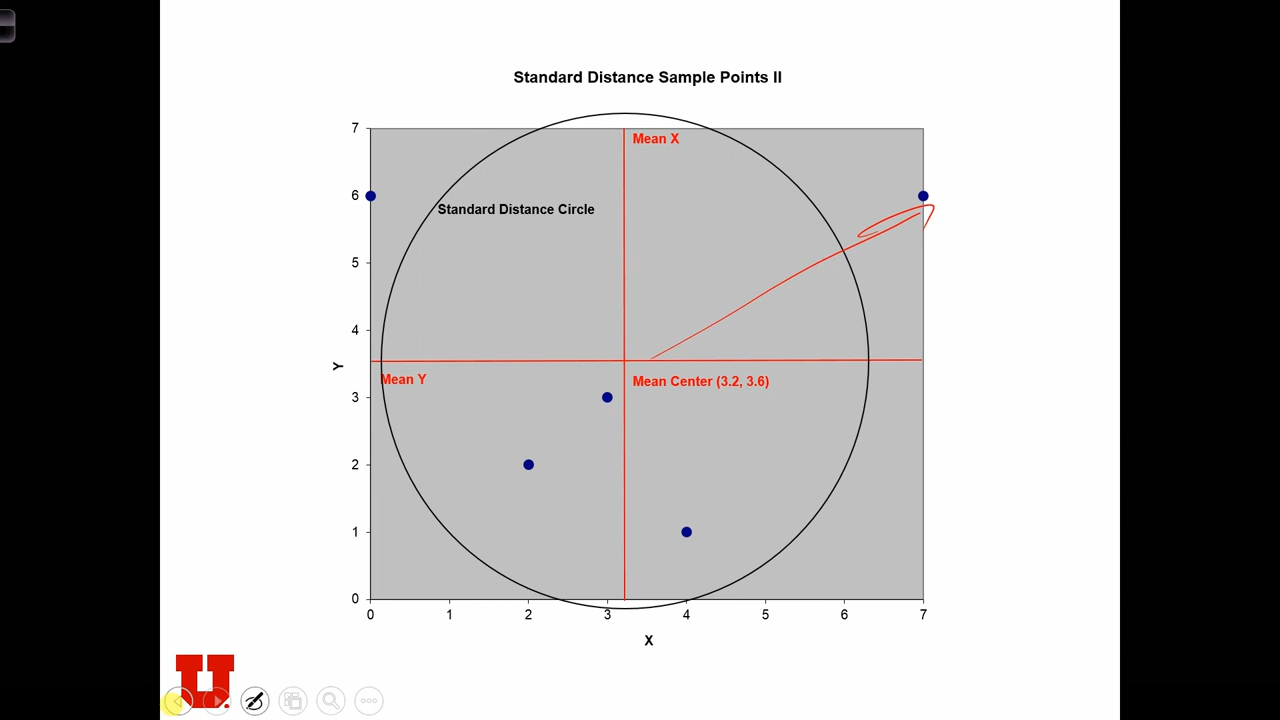 Standard Distance Sample Points II
7
Mean X
6
Standard Distance Circle
5
4
Y
Mean Y
Mean Center (3.2, 3.6)
3
2
1
0
0 1 2 3 4 5 6 7
X
U.